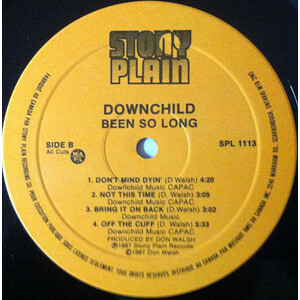 STONY
PLAIN
DOWNCHILD
BEEN SO LONG
SIDE B
All Cuts
SPL 1113
1. DON'T MIND DYIN' (D.Walsh) 4:20
Downchild Music CAPAC
2. NOT THIS TIME (D.Walsh) 3:05
Downchild Music CAPAC
3. BRING IT ON BACK (D.Walsh) 3:02
Downchild Music CAPAC
4. OFF THE CUFF (D.Walsh) 5:33
Downchild Music CAPAC
PRODUCED BY DON WALSH
℗1987 Stony Plain Records
©1987 Don Walsh